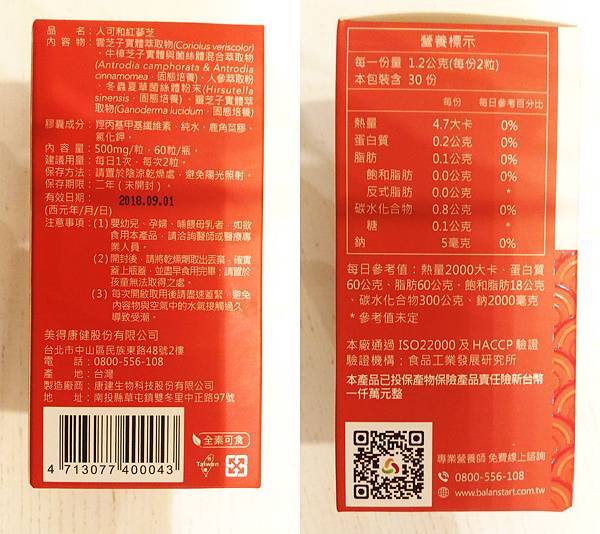 品　　名：人可和紅蔘芝
內 容 物：雲芝子實體萃取物(Coriolus veriscolor)
、牛樟芝子實體與菌絲體混合萃取物
(Antrodia camphorata & Antrodia
cinnamomea，固態培養)、人參萃取粉
、冬蟲夏草菌絲體粉末(Hirsutella
sinensis，固態培養)、靈芝子實體萃
取物(Ganoderma lucidum，固態培養)
膠囊成分：羥丙基甲基纖維素、純水、鹿角菜膠、
氯化鉀。
內 容 量：500mg/粒，60粒/瓶。
建議用量：每日1次，每次2粒。
保存方法：請置於陰涼乾燥處，避免陽光照射。
保存期限：二年（未開封）。
有效日期：2018.09.01
(西元年/月/日)
注意事項：(1) 嬰幼兒、孕婦、哺餵母乳者，如欲
食用本產品，請洽詢醫師或醫療專
業人員。
(2) 開封後，請將乾燥劑取出丟棄，確實
蓋上瓶蓋，並盡早食用完畢；請置於
孩童無法取得之處。
(3) 每次開啟取用後請盡速蓋緊，避免
內容物與空氣中的水氣接觸過久，
導致受潮。
美得康健股份有限公司
台北市中山區民族東路48號2樓
電　　話：0800-556-108
產　　地：台灣
製造廠商：康建生物科技股份有限公司
地　　址：南投縣草屯鎮雙冬里中正路97號
全素可食
4 713077 400043
Taiwan
營養標示
每一份量 1.2公克(每份2粒)
本包裝含 30 份
每份 每日參考百分比
熱量 4.7大卡 0%
蛋白質 0.2公克 0%
脂肪 0.1公克 0%
飽和脂肪 0.0公克 0%
反式脂肪 0.0公克 *
碳水化合物 0.8公克 0%
糖 0.1公克 *
鈉 5毫克 0%
每日參考值：熱量2000大卡、蛋白質
60公克、脂肪60公克、飽和脂肪18公克
、碳水化合物300公克、鈉2000毫克
* 參考值未定
本廠通過 ISO22000 及 HACCP 驗證
驗證機構：食品工業發展研究所
本產品已投保產物保險產品責任險新台幣
一仟萬元整
專業營養師 免費線上諮詢
0800-556-108
www.balanstart.com.tw